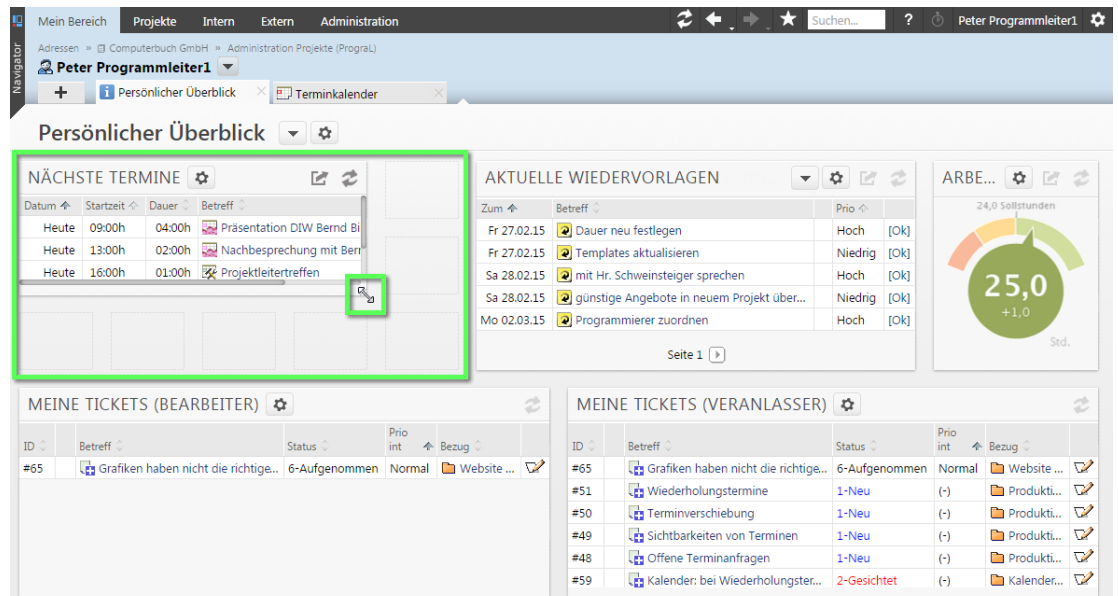 Mein Bereich Projekte Intern Extern Administration Suchen... ? Peter Programmleiter1
Navigator
Adressen » Computerbuch GmbH » Administration Projekte (PrograL)
Peter Programmleiter1
+ Persönlicher Überblick Terminkalender
Persönlicher Überblick
NÄCHSTE TERMINE
Datum Startzeit Dauer Betreff
Heute 09:00h 04:00h Präsentation DIW Bernd Bi
Heute 13:00h 02:00h Nachbesprechung mit Bern
Heute 16:00h 01:00h Projektleitertreffen
AKTUELLE WIEDERVORLAGEN
Zum Betreff Prio
Fr 27.02.15 Dauer neu festlegen Hoch [Ok]
Fr 27.02.15 Templates aktualisieren Niedrig [Ok]
Sa 28.02.15 mit Hr. Schweinsteiger sprechen Hoch [Ok]
Sa 28.02.15 günstige Angebote in neuem Projekt über... Niedrig [Ok]
Mo 02.03.15 Programmierer zuordnen Hoch [Ok]
Seite 1
ARBE...
24,0 Sollstunden
25,0
+1,0
Std.
MEINE TICKETS (BEARBEITER)
ID Betreff Status Prio int Bezug
#65 Grafiken haben nicht die richtige... 6-Aufgenommen Normal Website ...
MEINE TICKETS (VERANLASSER)
ID Betreff Status Prio int Bezug
#65 Grafiken haben nicht die richtige... 6-Aufgenommen Normal Website ...
#51 Wiederholungstermine 1-Neu (-) Produkti...
#50 Terminverschiebung 1-Neu (-) Produkti...
#49 Sichtbarkeiten von Terminen 1-Neu (-) Produkti...
#48 Offene Terminanfragen 1-Neu (-) Produkti...
#59 Kalender: bei Wiederholungster... 2-Gesichtet (-) Kalender...